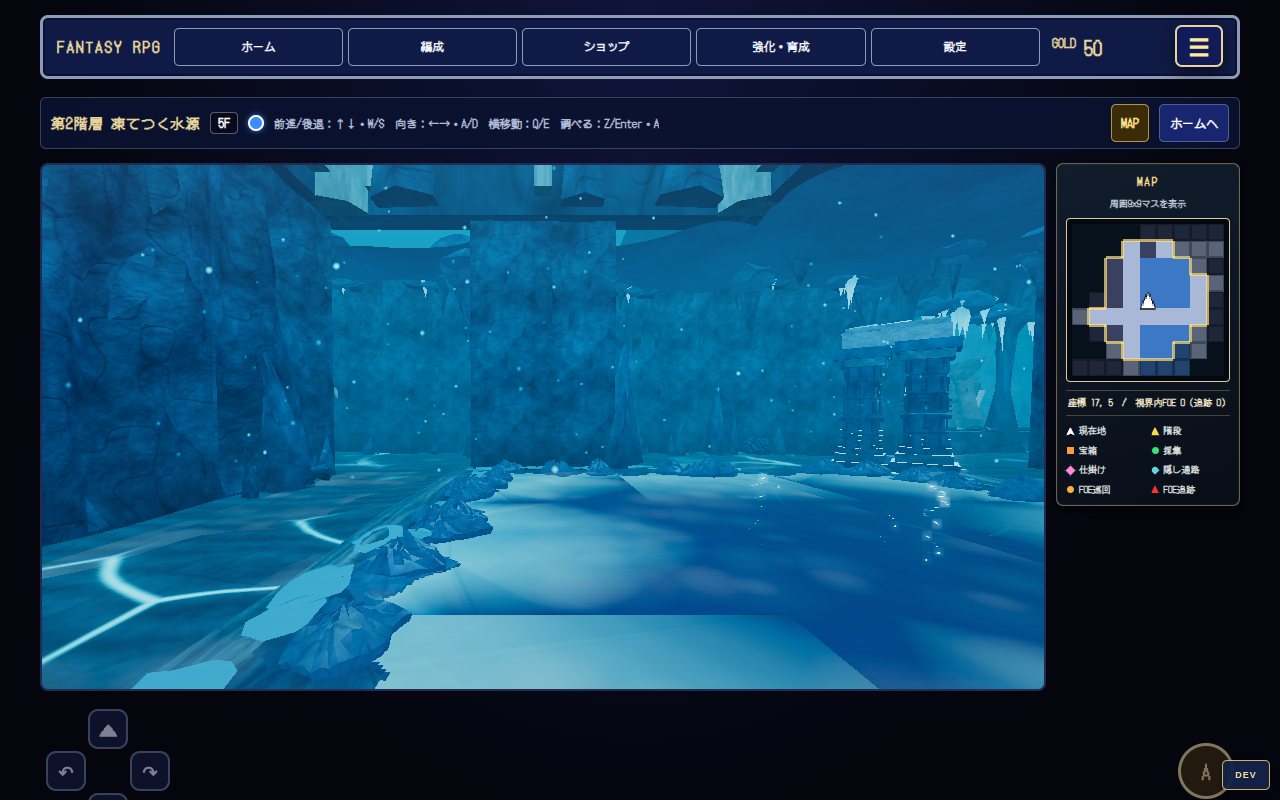 FANTASY RPG
ホーム
編成
ショップ
強化・育成
設定
GOLD 50
第2階層 凍てつく水源
5F
前進/後退：↑↓・W/S 向き：←→・A/D 横移動：Q/E 調べる：Z/Enter・A
MAP
ホームへ
MAP
周囲9x9マスを表示
座標 17, 5 / 視界内FOE 0 (追跡 0)
現在地
階段
宝箱
採集
仕掛け
隠し通路
FOE巡回
FOE追跡
A
DEV